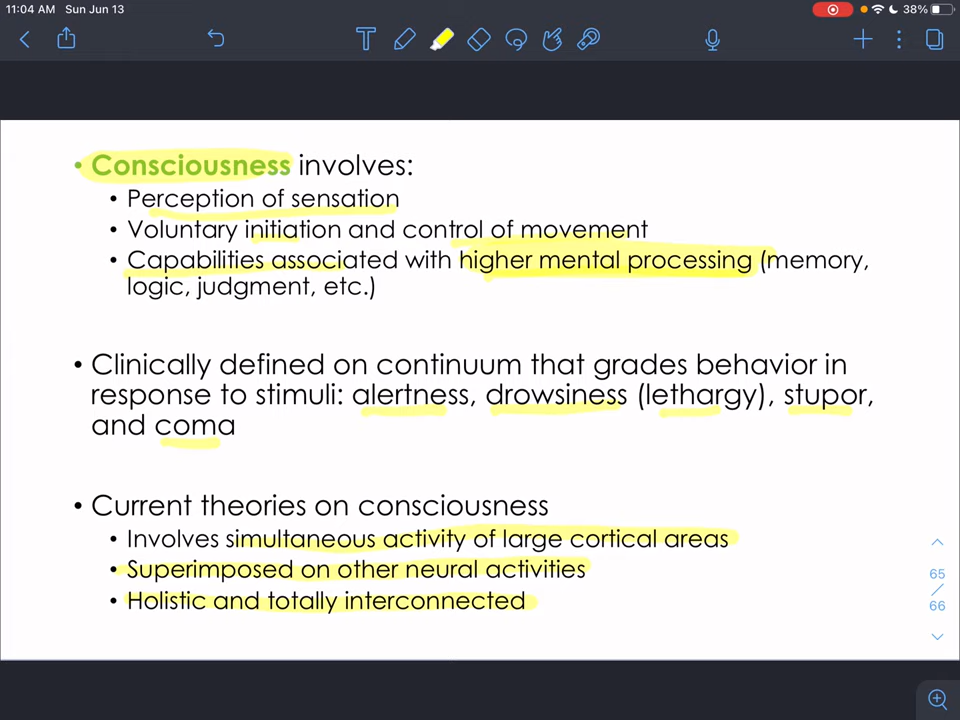 11:04 AM Sun Jun 13
38%
T
• Consciousness involves:
• Perception of sensation
• Voluntary initiation and control of movement
• Capabilities associated with higher mental processing (memory,
logic, judgment, etc.)
• Clinically defined on continuum that grades behavior in
response to stimuli: alertness, drowsiness (lethargy), stupor,
and coma
• Current theories on consciousness
• Involves simultaneous activity of large cortical areas
• Superimposed on other neural activities
• Holistic and totally interconnected
65
/
66